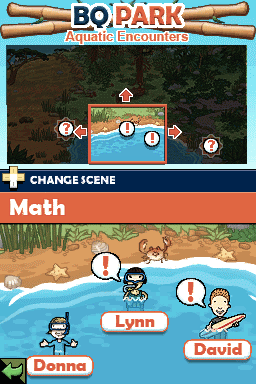 BQ PARK
Aquatic Encounters
?
!
!
?
CHANGE SCENE
Math
!
!
Lynn
David
Donna